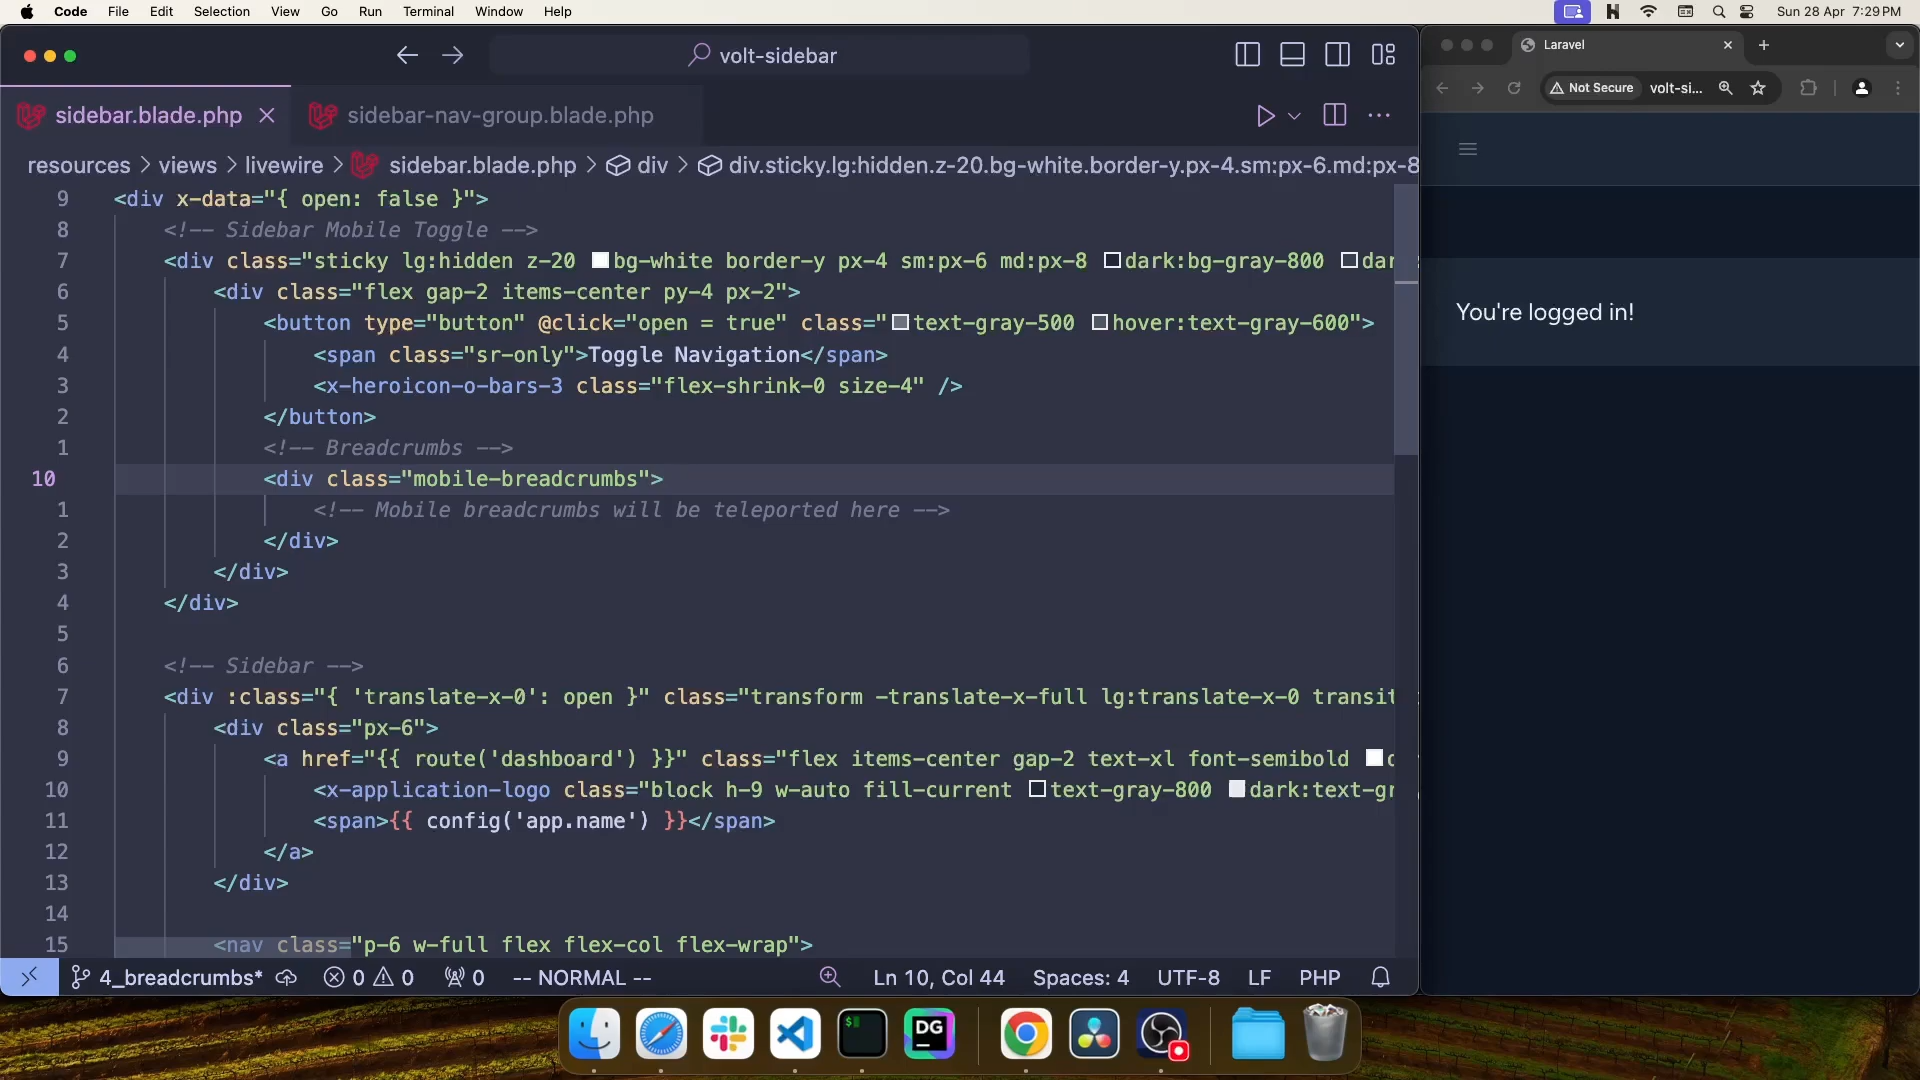 Code File Edit Selection View Go Run Terminal Window Help
Sun 28 Apr 7:29 PM
volt-sidebar
Laravel
sidebar.blade.php
sidebar-nav-group.blade.php
Not Secure volt-si...
resources > views > livewire > sidebar.blade.php > div > div.sticky.lg:hidden.z-20.bg-white.border-y.px-4.sm:px-6.md:px-8
9 <div x-data="{ open: false }">
8 <!-- Sidebar Mobile Toggle -->
7 <div class="sticky lg:hidden z-20 bg-white border-y px-4 sm:px-6 md:px-8 dark:bg-gray-800 dar
6 <div class="flex gap-2 items-center py-4 px-2">
5 <button type="button" @click="open = true" class="text-gray-500 hover:text-gray-600">
4 <span class="sr-only">Toggle Navigation</span>
3 <x-heroicon-o-bars-3 class="flex-shrink-0 size-4" />
2 </button>
1 <!-- Breadcrumbs -->
10 <div class="mobile-breadcrumbs">
1 <!-- Mobile breadcrumbs will be teleported here -->
2 </div>
3 </div>
4 </div>
5
6 <!-- Sidebar -->
7 <div :class="{ 'translate-x-0': open }" class="transform -translate-x-full lg:translate-x-0 transit
8 <div class="px-6">
9 <a href="{{ route('dashboard') }}" class="flex items-center gap-2 text-xl font-semibold
10 <x-application-logo class="block h-9 w-auto fill-current text-gray-800 dark:text-gr
11 <span>{{ config('app.name') }}</span>
12 </a>
13 </div>
14
15 <nav class="p-6 w-full flex flex-col flex-wrap">
You're logged in!
4_breadcrumbs* 0 0 0 -- NORMAL -- Ln 10, Col 44 Spaces: 4 UTF-8 LF PHP
$
DG